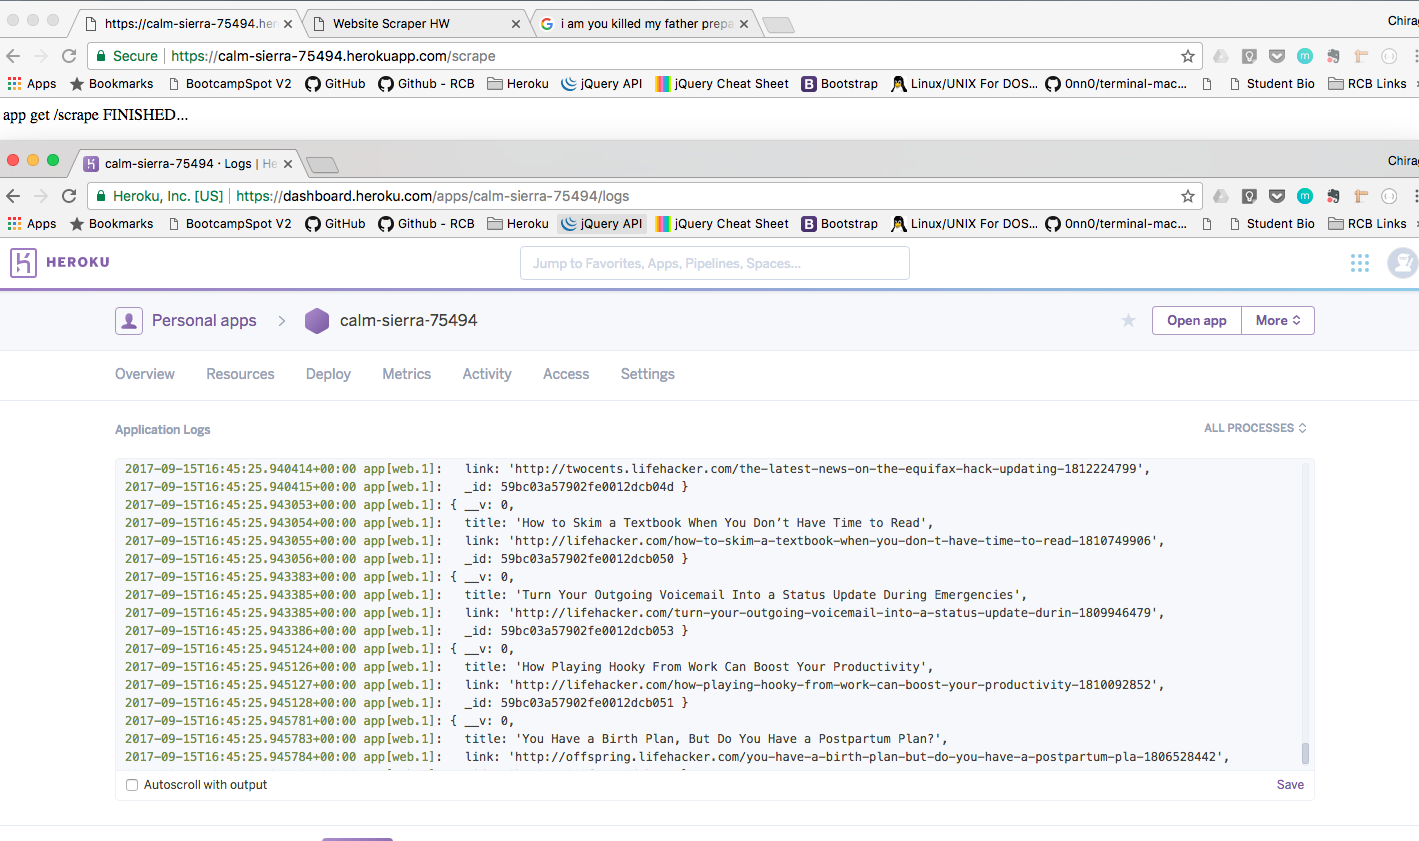 https://calm-sierra-75494.her
Website Scraper HW
i am you killed my father prepa
Chirag
Secure
https://calm-sierra-75494.herokuapp.com/scrape
Apps Bookmarks BootcampSpot V2 GitHub Github - RCB Heroku jQuery API jQuery Cheat Sheet Bootstrap Linux/UNIX For DOS... 0nn0/terminal-mac... Student Bio RCB Links
app get /scrape FINISHED...
calm-sierra-75494 · Logs | He
Chirag
Heroku, Inc. [US] https://dashboard.heroku.com/apps/calm-sierra-75494/logs
Apps Bookmarks BootcampSpot V2 GitHub Github - RCB Heroku jQuery API jQuery Cheat Sheet Bootstrap Linux/UNIX For DOS... 0nn0/terminal-mac... Student Bio RCB Links
HEROKU
Jump to Favorites, Apps, Pipelines, Spaces...
Personal apps > calm-sierra-75494
Open app
More
Overview Resources Deploy Metrics Activity Access Settings
Application Logs
ALL PROCESSES
2017-09-15T16:45:25.940414+00:00 app[web.1]: link: 'http://twocents.lifehacker.com/the-latest-news-on-the-equifax-hack-updating-1812224799',
2017-09-15T16:45:25.940415+00:00 app[web.1]: _id: 59bc03a57902fe0012dcb04d }
2017-09-15T16:45:25.943053+00:00 app[web.1]: { __v: 0,
2017-09-15T16:45:25.943054+00:00 app[web.1]: title: 'How to Skim a Textbook When You Don’t Have Time to Read',
2017-09-15T16:45:25.943055+00:00 app[web.1]: link: 'http://lifehacker.com/how-to-skim-a-textbook-when-you-don-t-have-time-to-read-1810749906',
2017-09-15T16:45:25.943056+00:00 app[web.1]: _id: 59bc03a57902fe0012dcb050 }
2017-09-15T16:45:25.943383+00:00 app[web.1]: { __v: 0,
2017-09-15T16:45:25.943385+00:00 app[web.1]: title: 'Turn Your Outgoing Voicemail Into a Status Update During Emergencies',
2017-09-15T16:45:25.943385+00:00 app[web.1]: link: 'http://lifehacker.com/turn-your-outgoing-voicemail-into-a-status-update-durin-1809946479',
2017-09-15T16:45:25.943386+00:00 app[web.1]: _id: 59bc03a57902fe0012dcb053 }
2017-09-15T16:45:25.945124+00:00 app[web.1]: { __v: 0,
2017-09-15T16:45:25.945126+00:00 app[web.1]: title: 'How Playing Hooky From Work Can Boost Your Productivity',
2017-09-15T16:45:25.945127+00:00 app[web.1]: link: 'http://lifehacker.com/how-playing-hooky-from-work-can-boost-your-productivity-1810092852',
2017-09-15T16:45:25.945128+00:00 app[web.1]: _id: 59bc03a57902fe0012dcb051 }
2017-09-15T16:45:25.945781+00:00 app[web.1]: { __v: 0,
2017-09-15T16:45:25.945783+00:00 app[web.1]: title: 'You Have a Birth Plan, But Do You Have a Postpartum Plan?',
2017-09-15T16:45:25.945784+00:00 app[web.1]: link: 'http://offspring.lifehacker.com/you-have-a-birth-plan-but-do-you-have-a-postpartum-pla-1806528442',
Autoscroll with output
Save